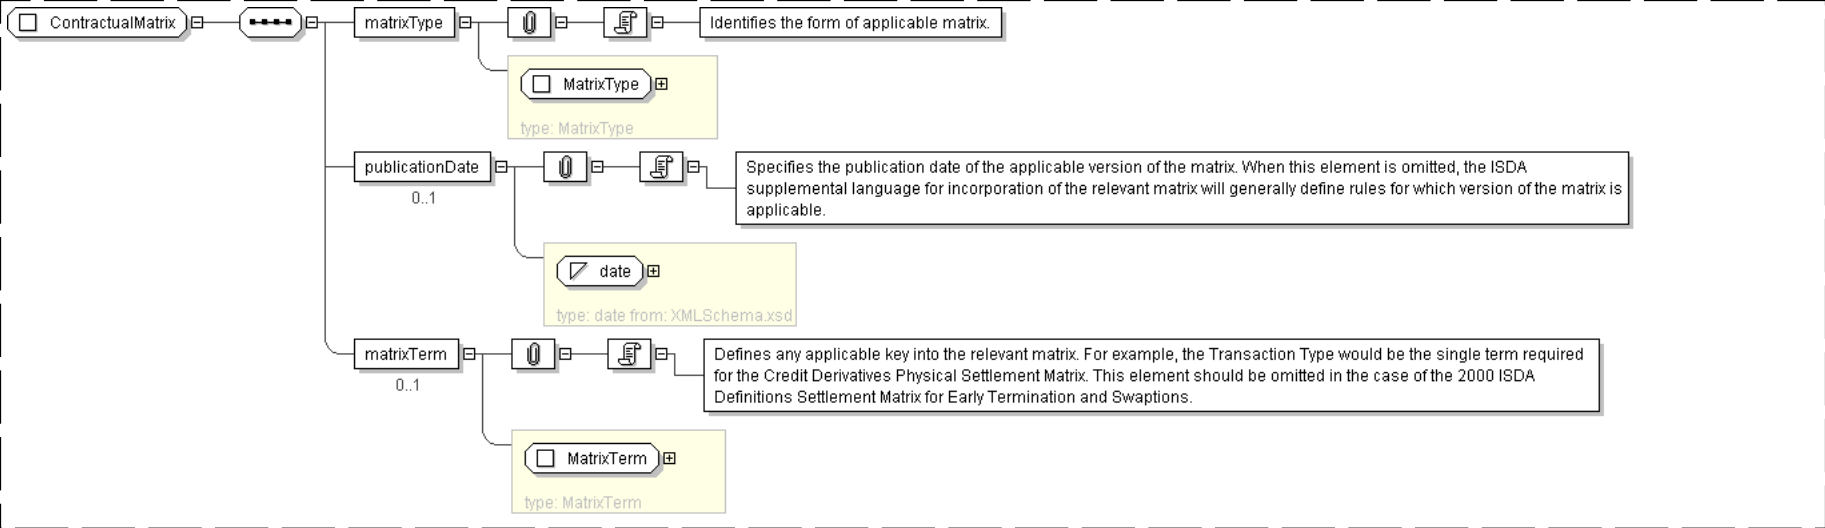 ContractualMatrix
matrixType
Identifies the form of applicable matrix.
MatrixType
type: MatrixType
publicationDate
0..1
Specifies the publication date of the applicable version of the matrix. When this element is omitted, the ISDA
supplemental language for incorporation of the relevant matrix will generally define rules for which version of the matrix is
applicable.
date
type: date from: XMLSchema.xsd
matrixTerm
0..1
Defines any applicable key into the relevant matrix. For example, the Transaction Type would be the single term required
for the Credit Derivatives Physical Settlement Matrix. This element should be omitted in the case of the 2000 ISDA
Definitions Settlement Matrix for Early Termination and Swaptions.
MatrixTerm
type: MatrixTerm